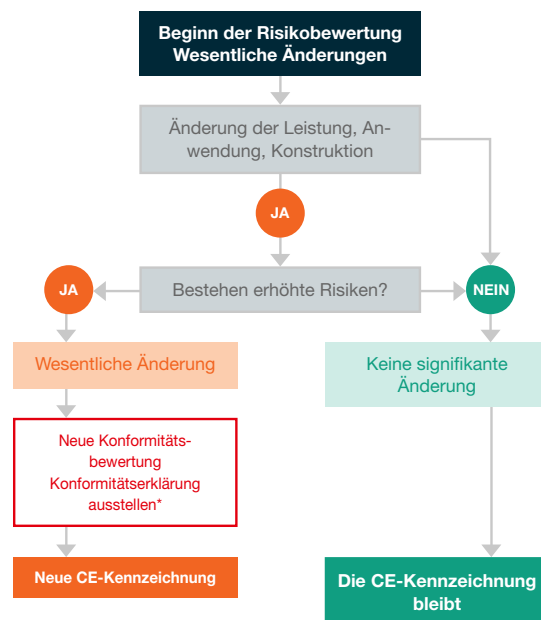 Beginn der Risikobewertung
Wesentliche Änderungen
Änderung der Leistung, An-
wendung, Konstruktion
JA
JA
Bestehen erhöhte Risiken?
NEIN
Wesentliche Änderung
Keine signifikante
Änderung
Neue Konformitäts-
bewertung
Konformitätserklärung
ausstellen*
Neue CE-Kennzeichnung
Die CE-Kennzeichnung
bleibt